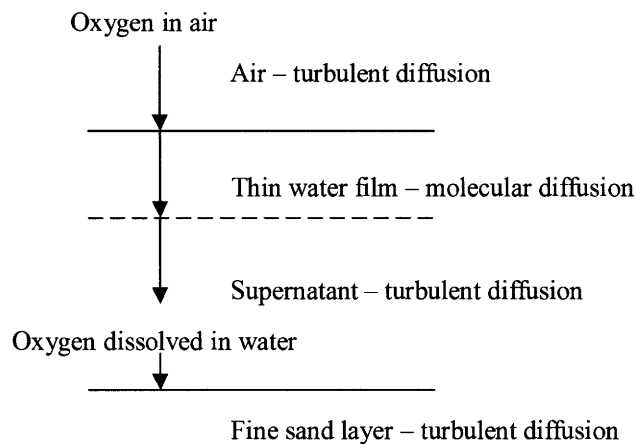 Oxygen in air
Air – turbulent diffusion
Thin water film – molecular diffusion
Supernatant – turbulent diffusion
Oxygen dissolved in water
Fine sand layer – turbulent diffusion